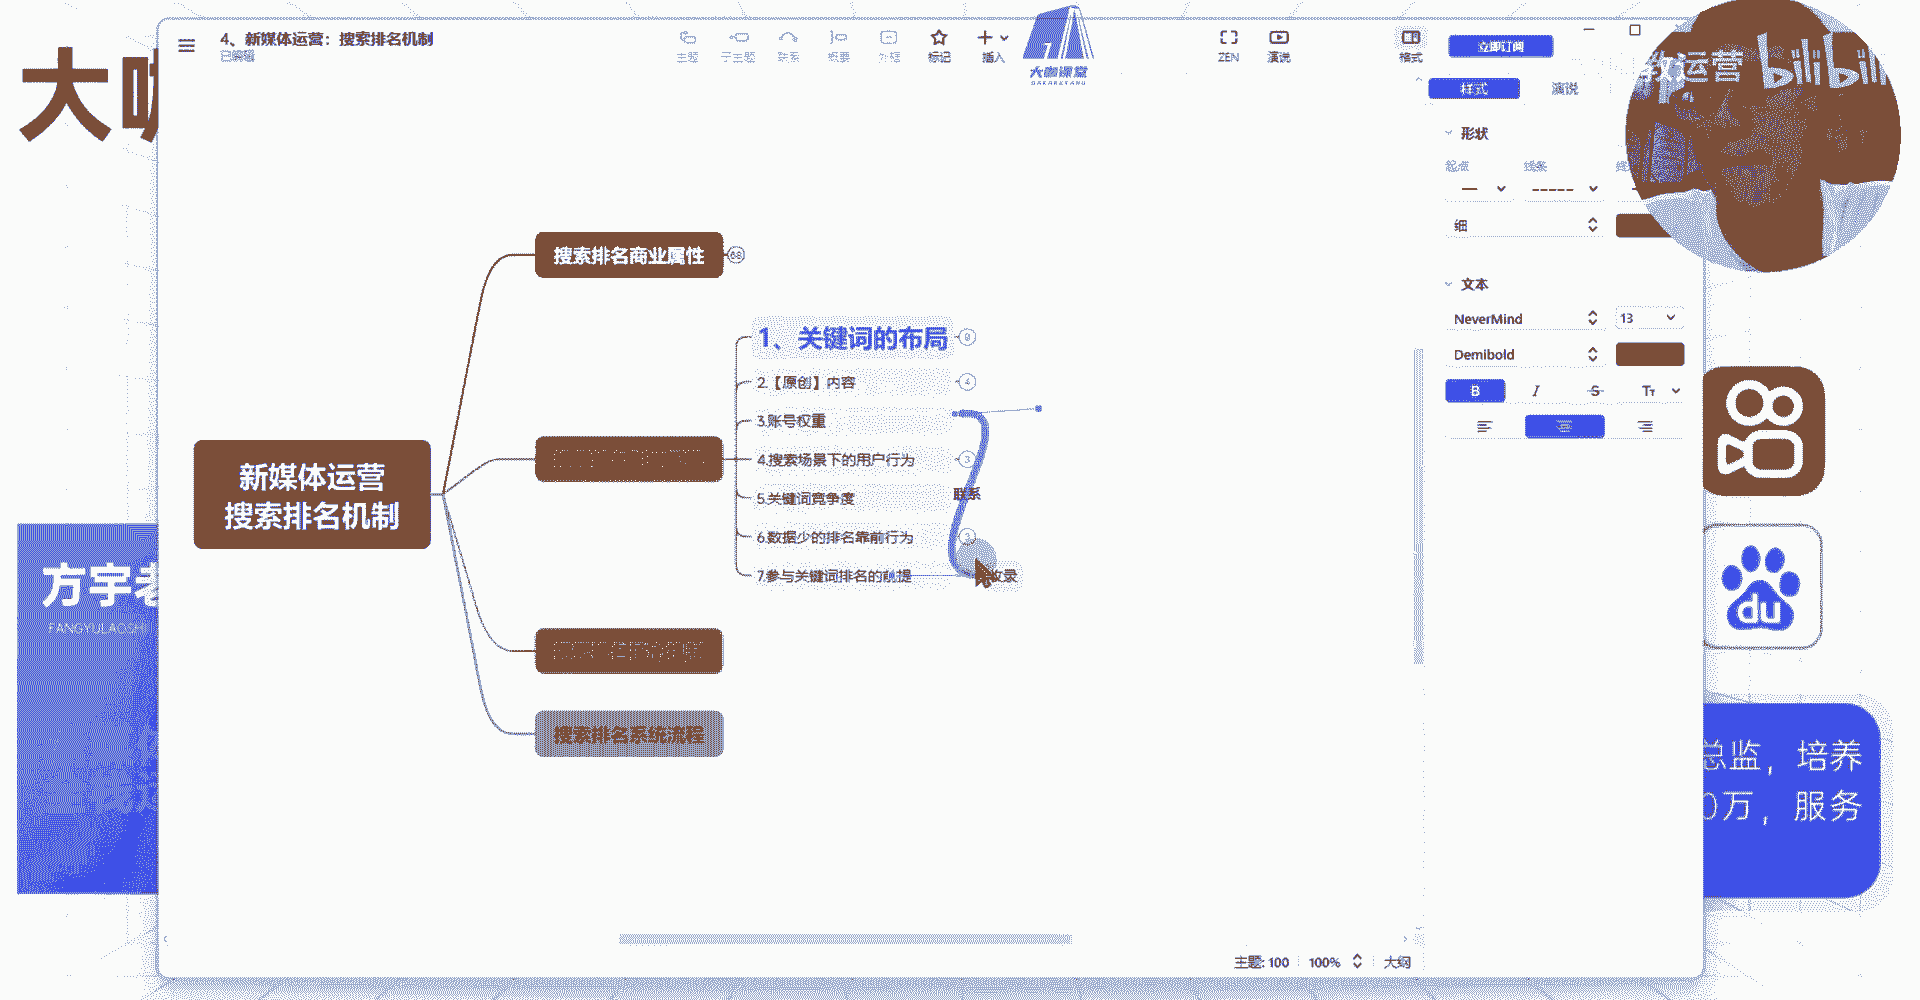 大咖
4、新媒体运营：搜索排名机制
已编辑
主题
子主题
联系
概要
外框
标记
插入
大咖课堂
DAKAKETANG
ZEN
演说
格式
立即订阅
教运营
bilibili
样式
演说
形状
起点
线条
细
文本
NeverMind
13
Demibold
B
I
S
Tт
搜索排名商业属性
68
1、关键词的布局
2.【原创】内容
4
3.账号权重
4.搜索场景下的用户行为
3
5.关键词竞争度
联系
6.数据少的排名靠前行为
3
7.参与关键词排名的前提
收录
新媒体运营
搜索排名机制
搜索排名系统流程
方宇老
FANGYULAOSHI
du
总监，培养
0万，服务
主题: 100
100%
大纲